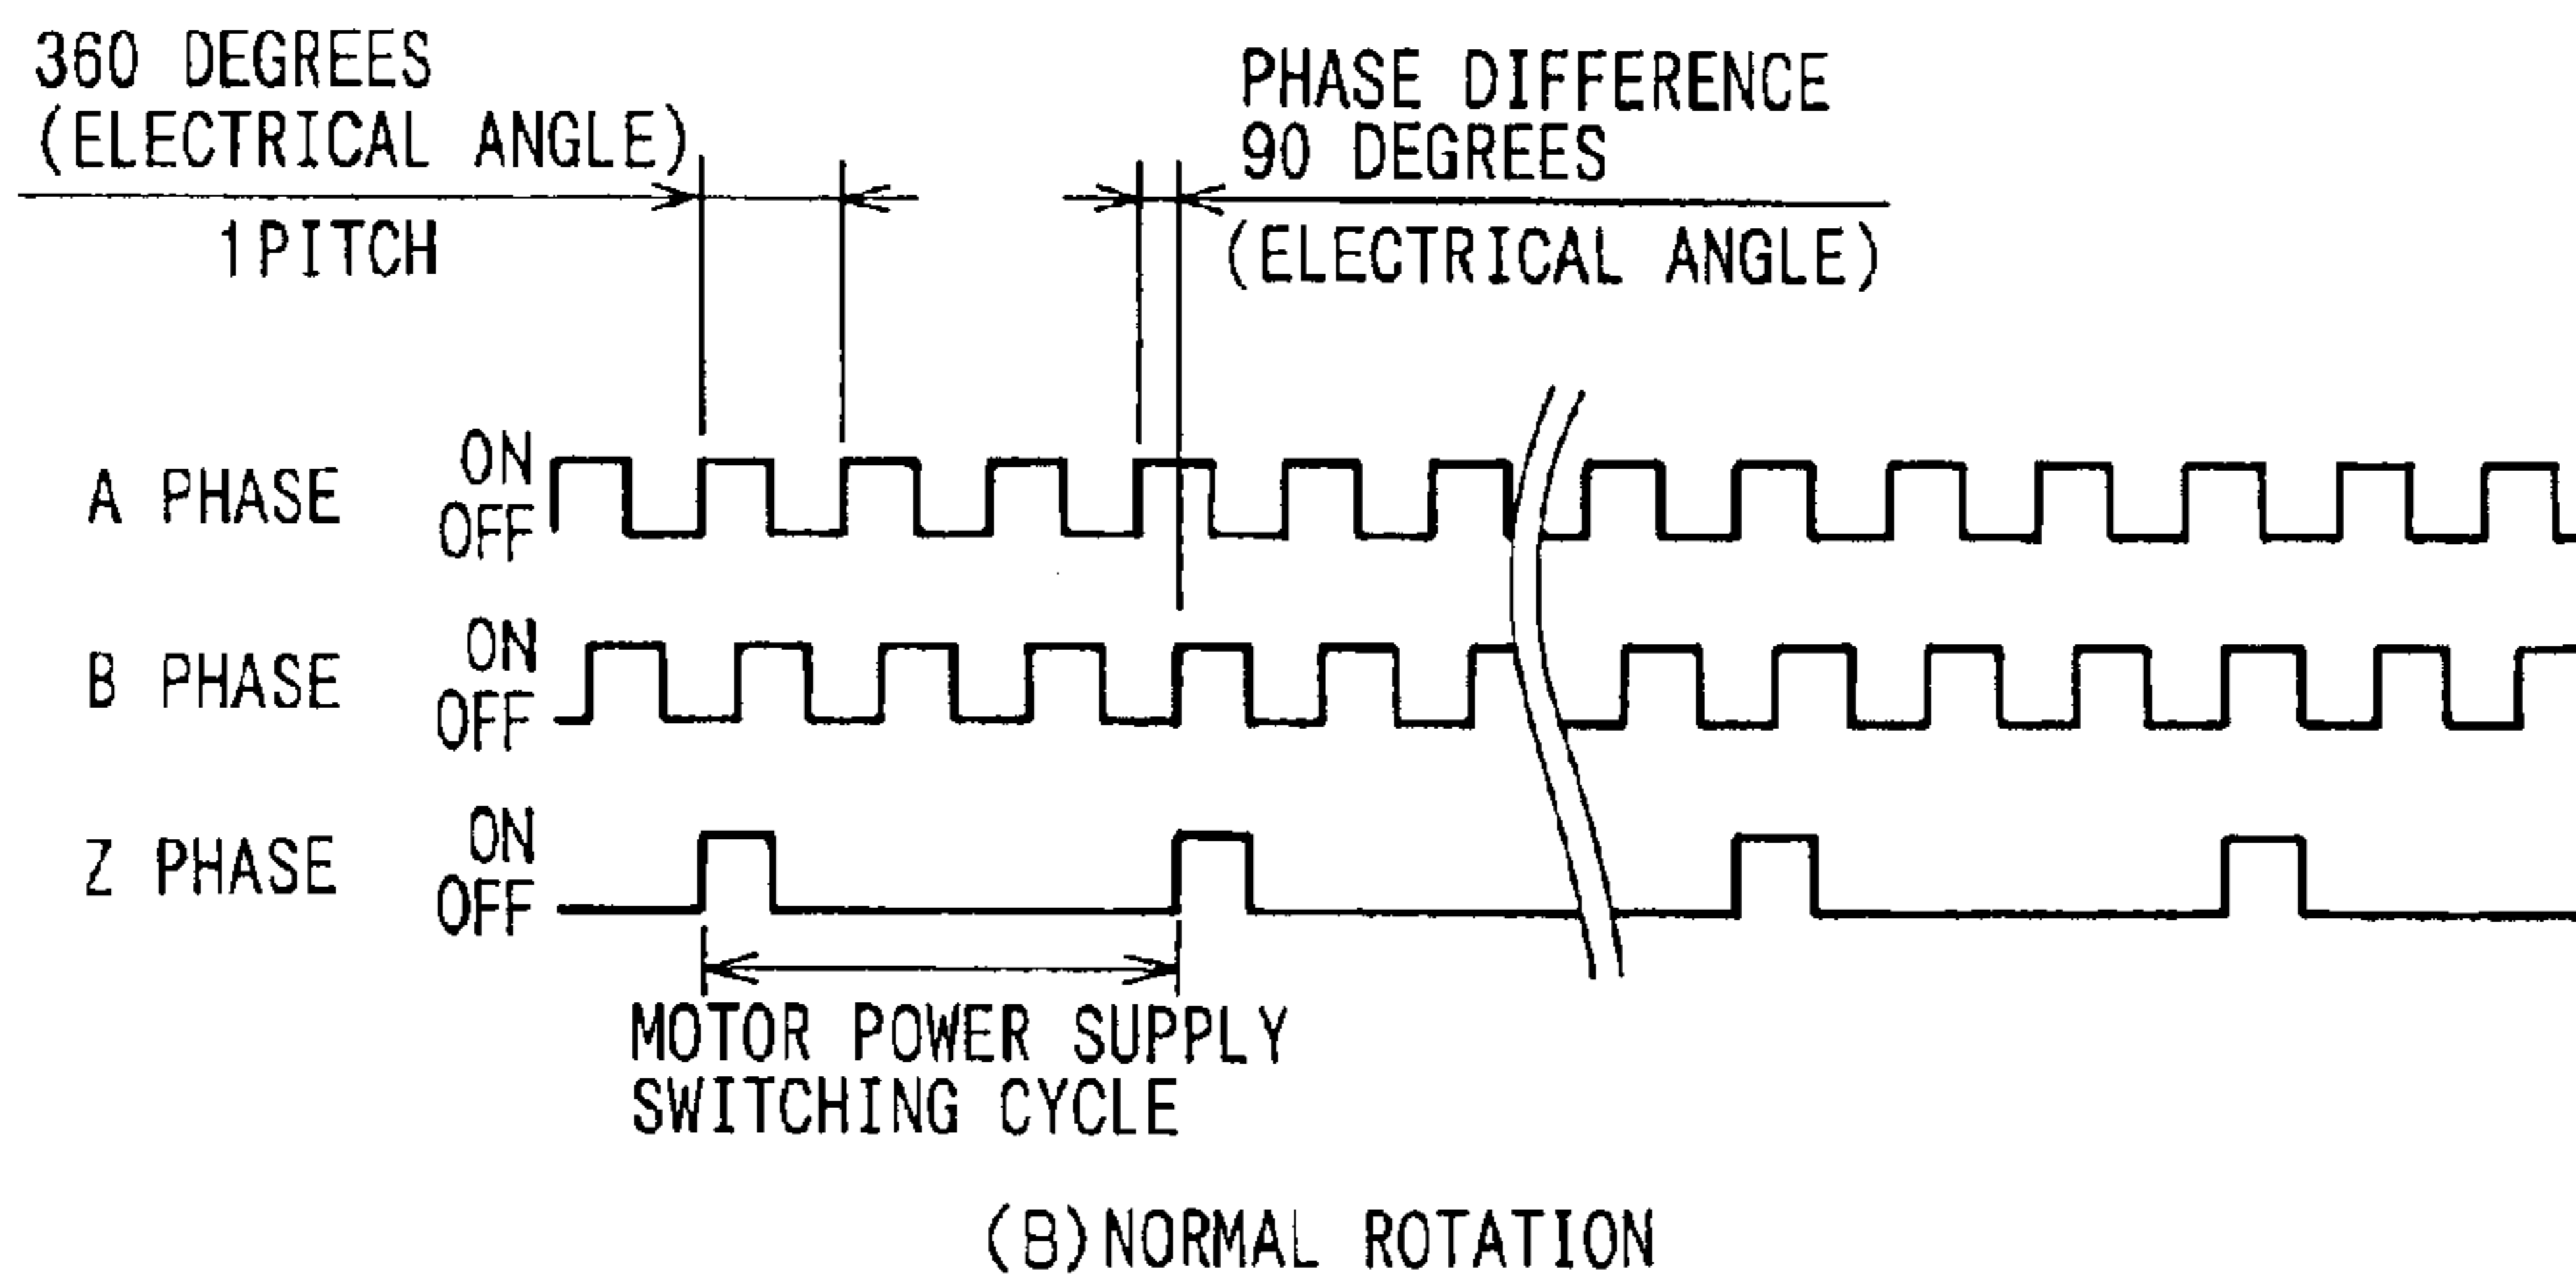 360 DEGREES
(ELECTRICAL ANGLE)
1PITCH
PHASE DIFFERENCE
90 DEGREES
(ELECTRICAL ANGLE)
A PHASE
ON
OFF
B PHASE
ON
OFF
Z PHASE
ON
OFF
MOTOR POWER SUPPLY
SWITCHING CYCLE
(B)NORMAL ROTATION